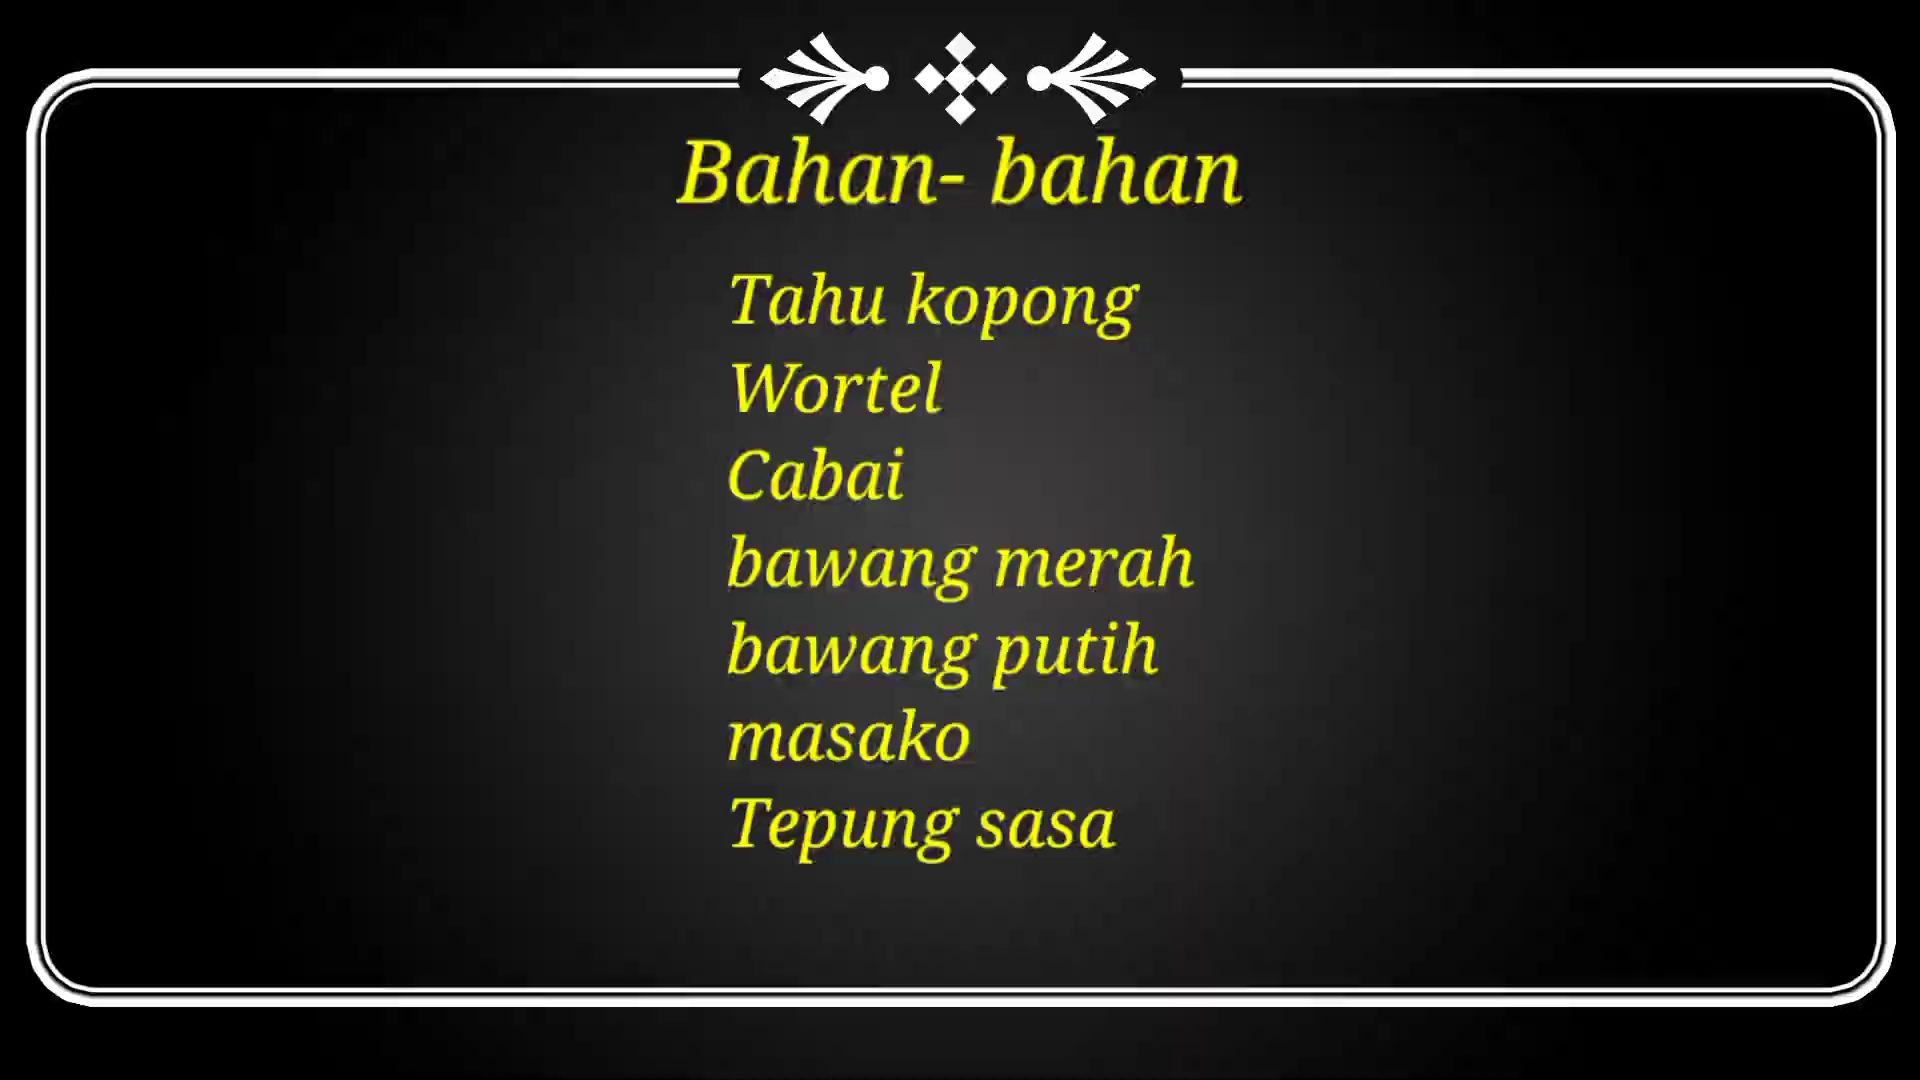 Bahan- bahan
Tahu kopong
Wortel
Cabai
bawang merah
bawang putih
masako
Tepung sasa